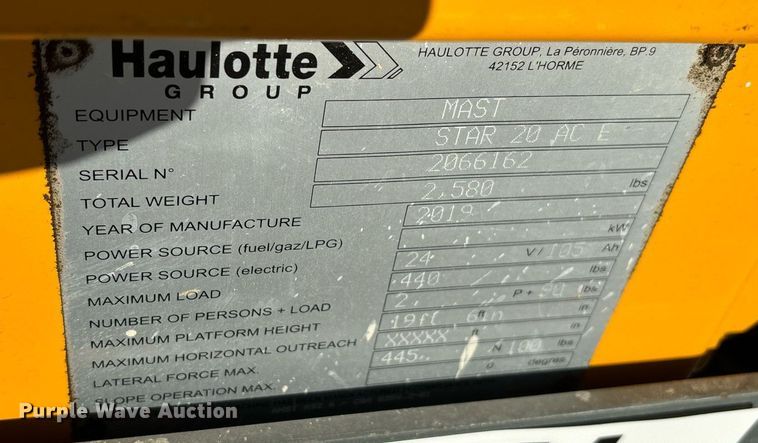 Haulotte
GROUP
HAULOTTE GROUP, La Péronnière, BP.9
42152 L'HORME
EQUIPMENT MAST
TYPE STAR 20 AC E
SERIAL N° 2066162
TOTAL WEIGHT 2,580 lbs
YEAR OF MANUFACTURE 2019
POWER SOURCE (fuel/gaz/LPG) kW
POWER SOURCE (electric) 24 V / 105 Ah
MAXIMUM LOAD 440 lbs
NUMBER OF PERSONS + LOAD 2 P + lbs
MAXIMUM PLATFORM HEIGHT 19ft 6in in
MAXIMUM HORIZONTAL OUTREACH XXXXX ft in
LATERAL FORCE MAX. 445 N 100 lbs
SLOPE OPERATION MAX. degres
Purple Wave Auction